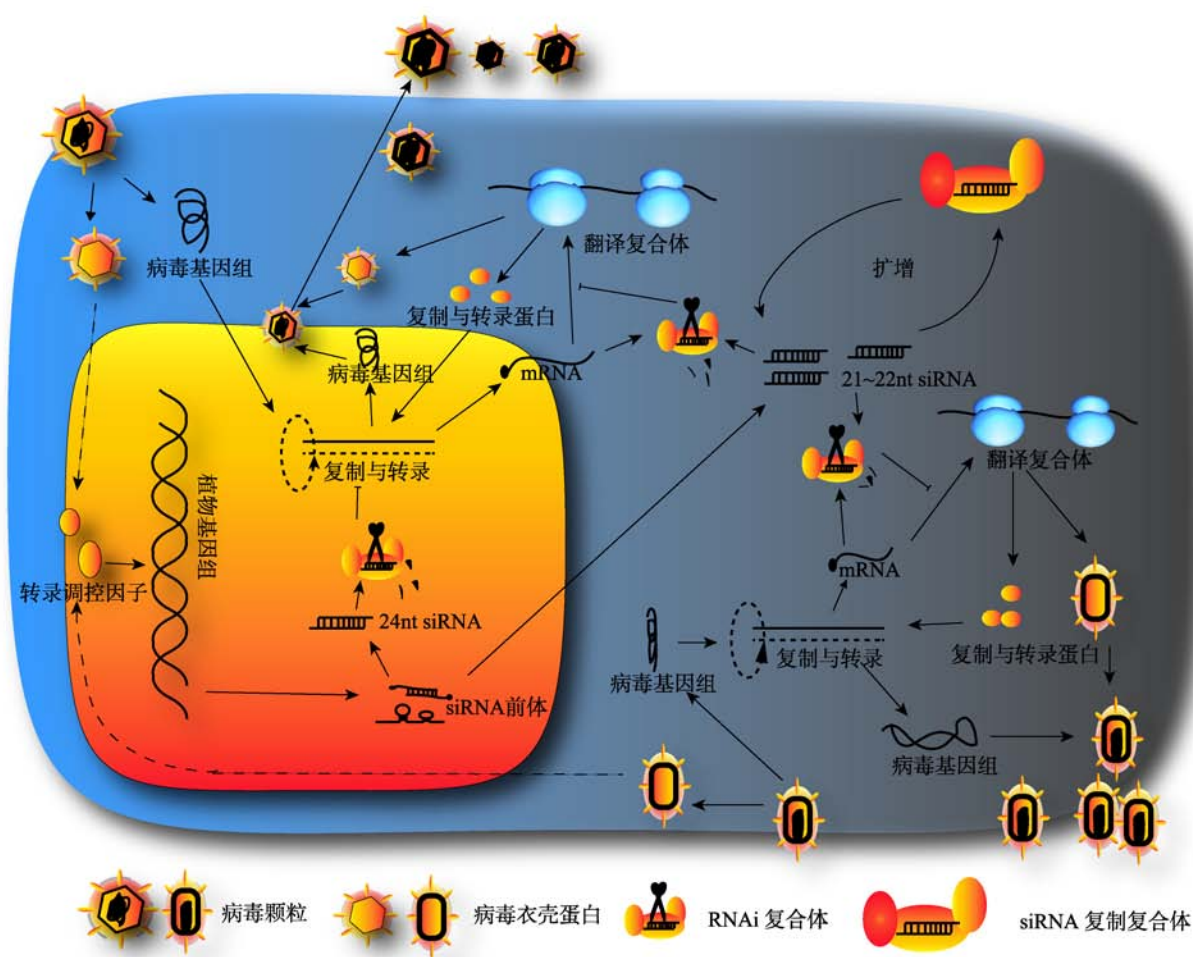 病毒基因组
翻译复合体
扩增
复制与转录蛋白
病毒基因组
mRNA
21~22nt siRNA
复制与转录
翻译复合体
植物基因组
转录调控因子
24nt siRNA
mRNA
siRNA前体
病毒基因组
复制与转录
复制与转录蛋白
病毒基因组
病毒颗粒
病毒衣壳蛋白
RNAi 复合体
siRNA 复制复合体